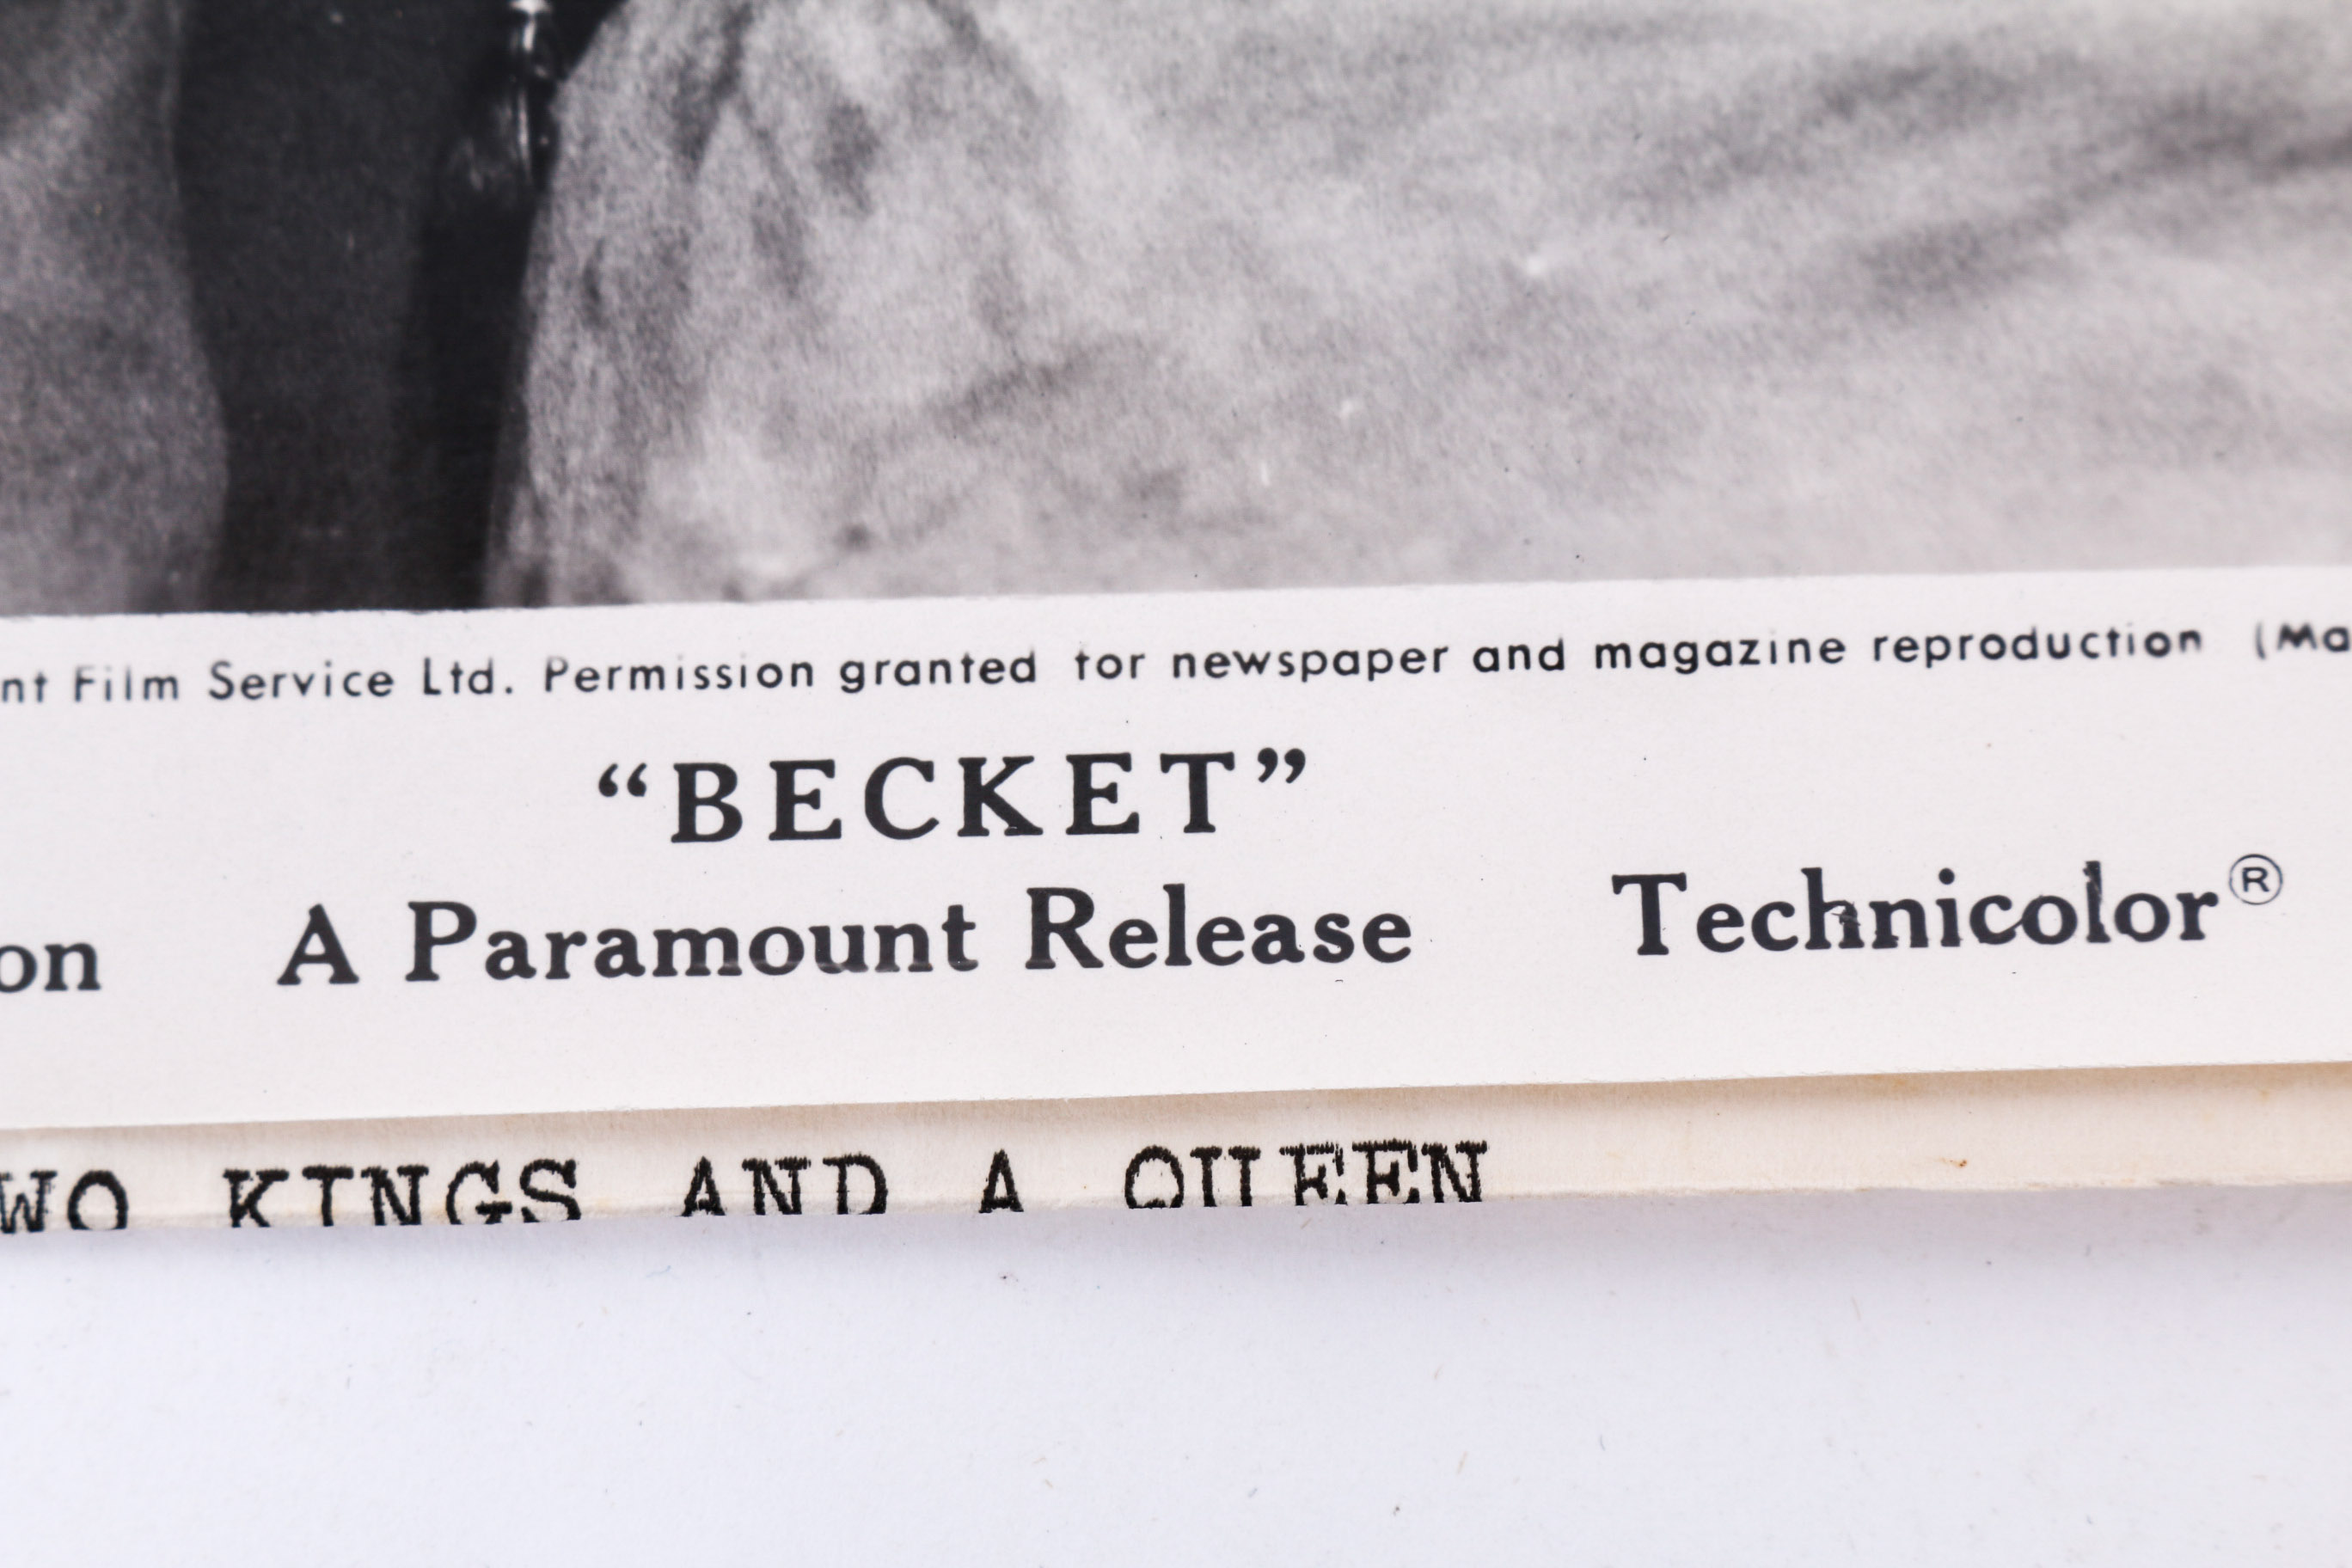 nt Film Service Ltd. Permission granted for newspaper and magazine reproduction (Ma
“BECKET”
on A Paramount Release Technicolor®
WO KINGS AND A QUEEN